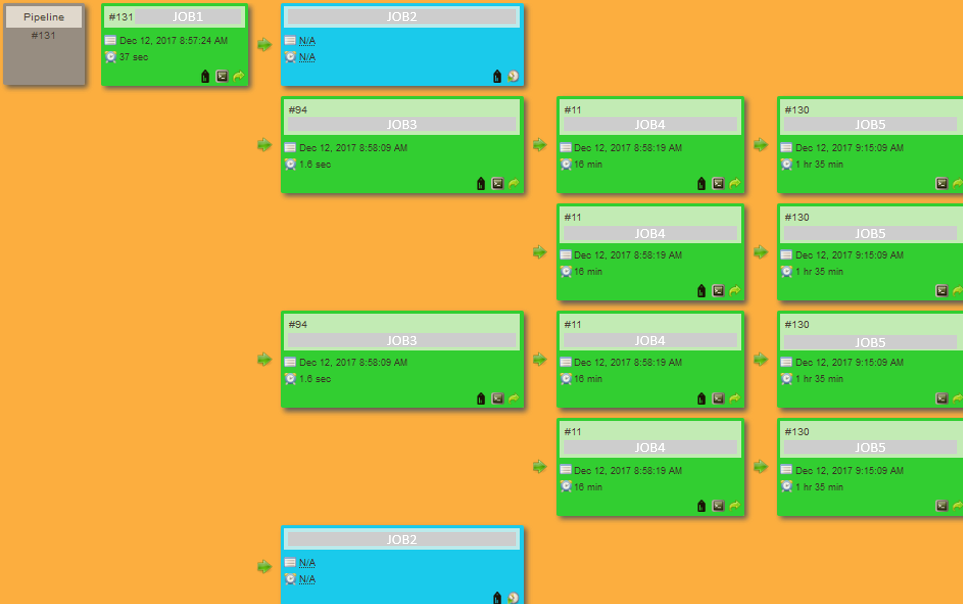 Pipeline
#131
#131 JOB1
Dec 12, 2017 8:57:24 AM
37 sec
JOB2
N/A
N/A
#94
JOB3
Dec 12, 2017 8:58:09 AM
1.6 sec
#11
JOB4
Dec 12, 2017 8:58:19 AM
16 min
#130
JOB5
Dec 12, 2017 9:15:09 AM
1 hr 35 min
#11
JOB4
Dec 12, 2017 8:58:19 AM
16 min
#130
JOB5
Dec 12, 2017 9:15:09 AM
1 hr 35 min
#94
JOB3
Dec 12, 2017 8:58:09 AM
1.6 sec
#11
JOB4
Dec 12, 2017 8:58:19 AM
16 min
#130
JOB5
Dec 12, 2017 9:15:09 AM
1 hr 35 min
#11
JOB4
Dec 12, 2017 8:58:19 AM
16 min
#130
JOB5
Dec 12, 2017 9:15:09 AM
1 hr 35 min
JOB2
N/A
N/A